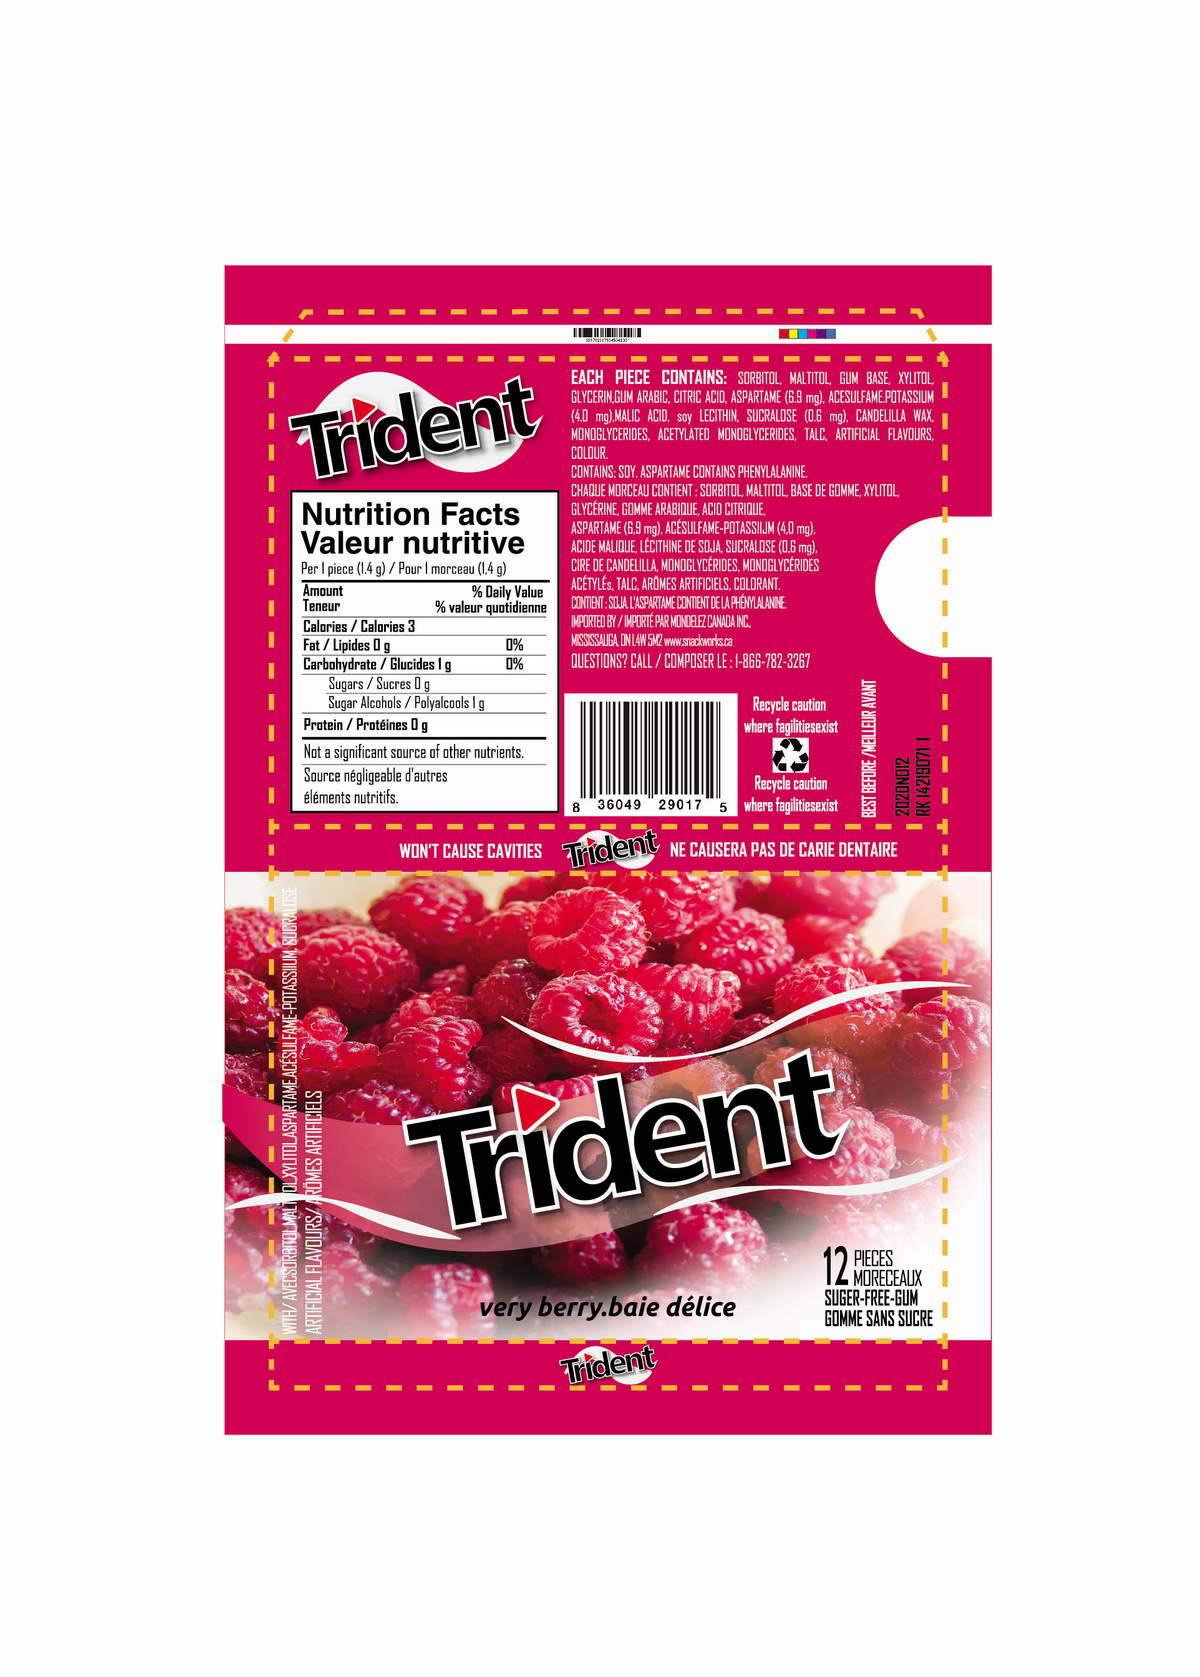 Trident
Nutrition Facts
Valeur nutritive
Per 1 piece (1.4 g) / Pour 1 morceau (1.4 g)
Amount % Daily Value
Teneur % valeur quotidienne
Calories / Calories 3
Fat / Lipides 0 g 0%
Carbohydrate / Glucides 1 g 0%
Sugars / Sucres 0 g
Sugar Alcohols / Polyalcools 1 g
Protein / Protéines 0 g
Not a significant source of other nutrients.
Source négligeable d'autres
éléments nutritifs.
EACH PIECE CONTAINS: SORBITOL, MALTITOL, GUM BASE, XYLITOL,
GLYCERIN,GUM ARABIC, CITRIC ACID, ASPARTAME (6.9 mg), ACESULFAME.POTASSIUM
(4.0 mg),MALIC ACID, soy LECITHIN, SUCRALOSE (0.6 mg), CANDELILLA WAX,
MONOGLYCERIDES, ACETYLATED MONOGLYCERIDES, TALC, ARTIFICIAL FLAVOURS,
COLOUR.
CONTAINS: SOY. ASPARTAME CONTAINS PHENYLALANINE.
CHAQUE MORCEAU CONTIENT : SORBITOL, MALTITOL, BASE DE GOMME, XYLITOL,
GLYCÉRINE, GOMME ARABIQUE, ACID CITRIQUE,
ASPARTAME (6,9 mg), ACÉSULFAME-POTASSIIJM (4,0 mg),
ACIDE MALIQUE, LÉCITHINE DE SOJA, SUCRALOSE (0,6 mg),
CIRE DE CANDELILLA, MONOGLYCÉRIDES, MONOGLYCÉRIDES
ACÉTYLÉs, TALC, ARÔMES ARTIFICIELS, COLORANT.
CONTIENT : SOJA. L'ASPARTAME CONTIENT DE LA PHÉNYLALANINE.
IMPORTED BY / IMPORTÉ PAR MONDELEZ CANADA INC.,
MISSISSAUGA, ON L4W 5M2 www.snackworks.ca
QUESTIONS? CALL / COMPOSER LE : 1-866-782-3267
8 36049 29017 5
Recycle caution
where fagilitiesexist
Recycle caution
where fagilitiesexist
BEST BEFORE /MEILLEUR AVANT
2020NO12
RK 14219071 1
WON'T CAUSE CAVITIES
Trident
NE CAUSERA PAS DE CARIE DENTAIRE
WITH/ AVECSORBITOL,MALTITOL,XYLITOL,ASPARTAME,ACÉSULFAME-POTASSIIUM, SUCRALOSE
ARTIFICIAL FLAVOURS/ ARÔMES ARTIFICIELS
Trident
very berry.baie délice
12 PIECES
MORECEAUX
SUGER-FREE-GUM
GOMME SANS SUCRE
Trident